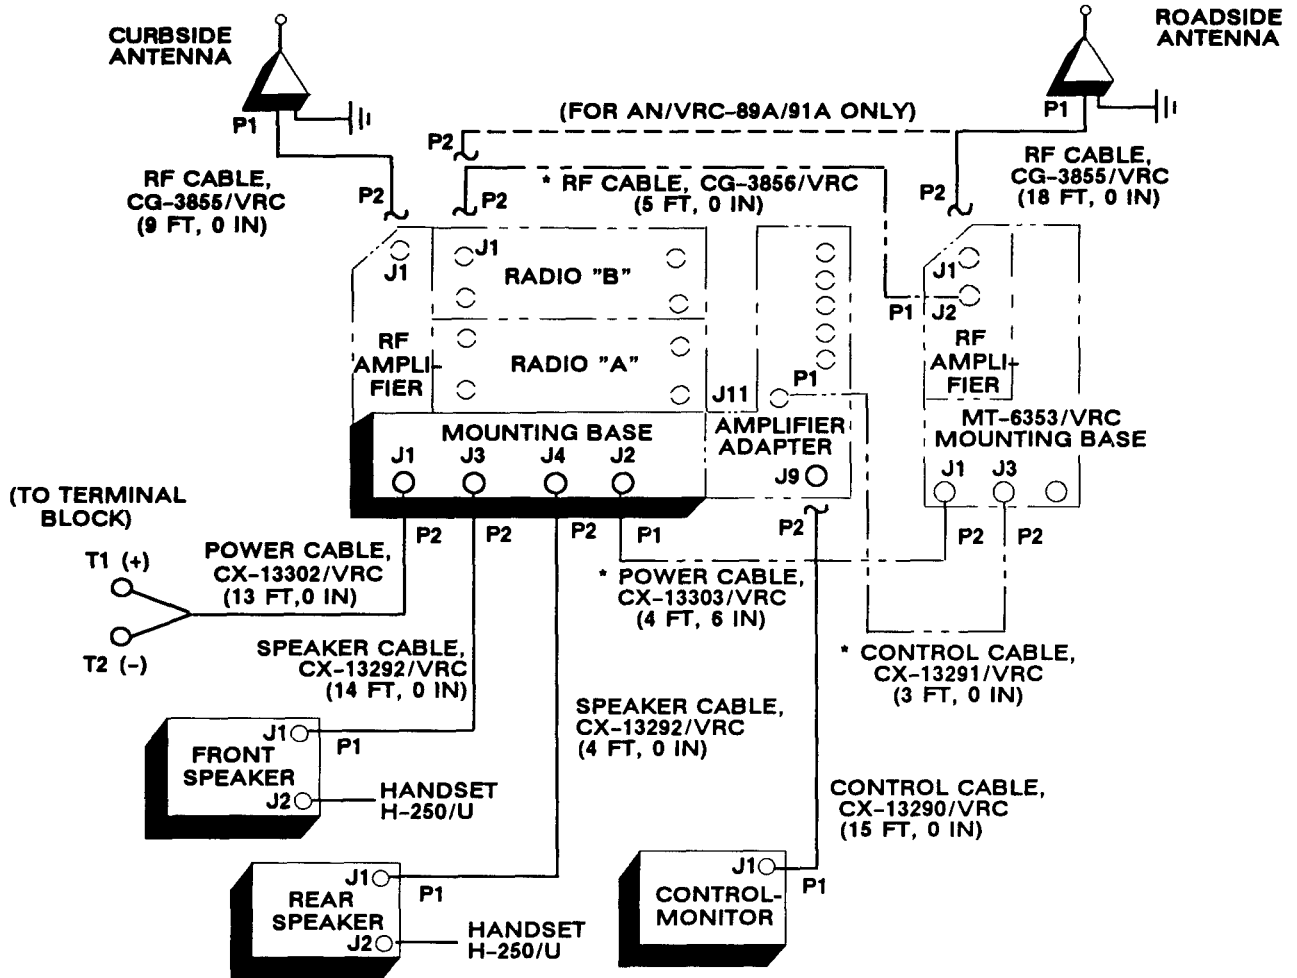 CURBSIDE
ANTENNA
ROADSIDE
ANTENNA
P1
P1
(FOR AN/VRC-89A/91A ONLY)
P2
RF CABLE,
CG-3855/VRC
(9 FT, 0 IN)
P2
P2
* RF CABLE, CG-3856/VRC
(5 FT, 0 IN)
P2
RF CABLE,
CG-3855/VRC
(18 FT, 0 IN)
J1
J1
RADIO "B"
J1
P1
J2
RF
AMPLI-
FIER
RADIO "A"
J11
P1
RF
AMPLI-
FIER
MOUNTING BASE
J1
J3
J4
J2
AMPLIFIER
ADAPTER
J9
MT-6353/VRC
MOUNTING BASE
J1
J3
(TO TERMINAL
BLOCK)
P2
P2
P2
P1
P2
P2
P2
T1 (+)
T2 (-)
POWER CABLE,
CX-13302/VRC
(13 FT,0 IN)
* POWER CABLE,
CX-13303/VRC
(4 FT, 6 IN)
SPEAKER CABLE,
CX-13292/VRC
(14 FT, 0 IN)
* CONTROL CABLE,
CX-13291/VRC
(3 FT, 0 IN)
SPEAKER CABLE,
CX-13292/VRC
(4 FT, 0 IN)
J1
P1
FRONT
SPEAKER
J2
HANDSET
H-250/U
CONTROL CABLE,
CX-13290/VRC
(15 FT, 0 IN)
J1
P1
REAR
SPEAKER
J2
HANDSET
H-250/U
J1
P1
CONTROL-
MONITOR